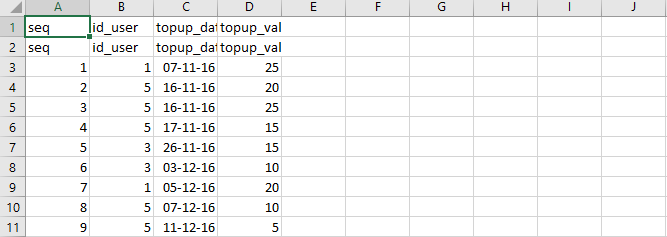 A B C D E F G H I J
1 seq id_user topup_dat topup_val
2 seq id_user topup_dat topup_val
3 1 1 07-11-16 25
4 2 5 16-11-16 20
5 3 5 16-11-16 25
6 4 5 17-11-16 15
7 5 3 26-11-16 15
8 6 3 03-12-16 10
9 7 1 05-12-16 20
10 8 5 07-12-16 10
11 9 5 11-12-16 5